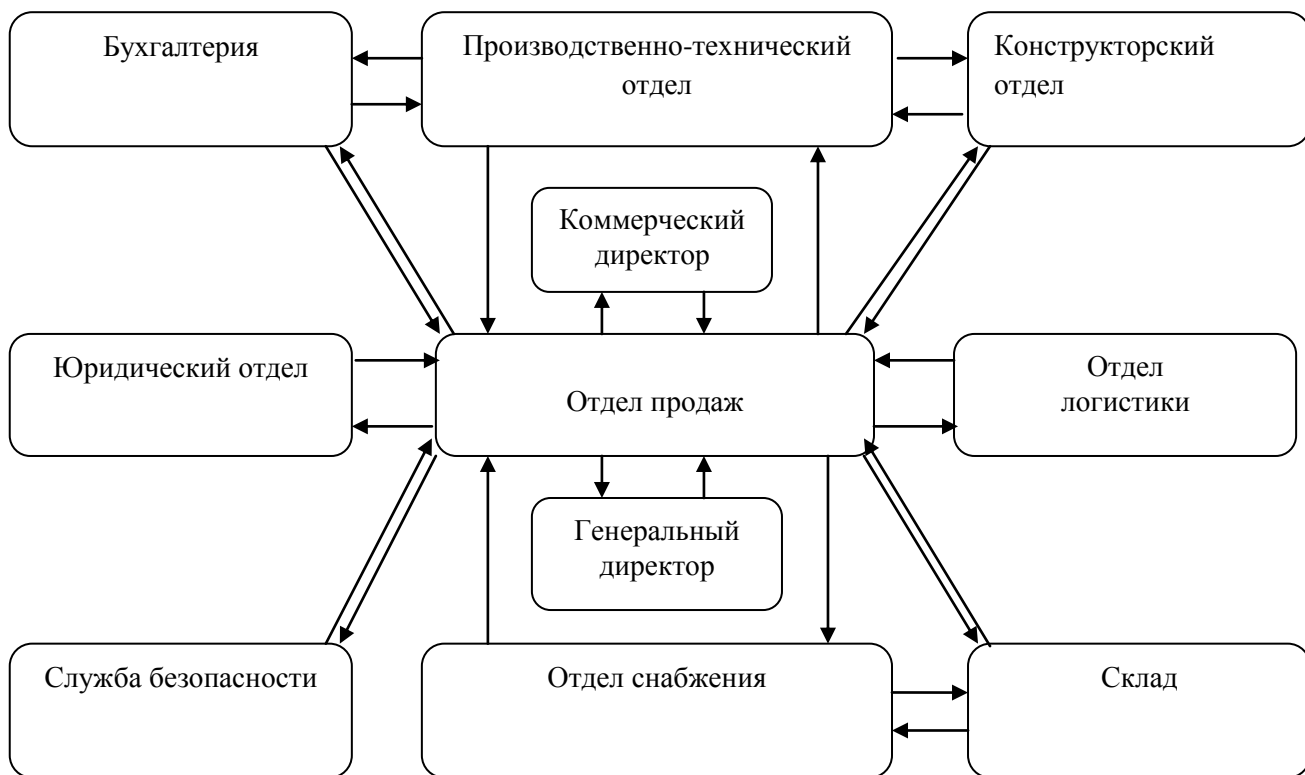 Бухгалтерия
Производственно-технический
отдел
Конструкторский
отдел
Коммерческий
директор
Юридический отдел
Отдел продаж
Отдел
логистики
Генеральный
директор
Служба безопасности
Отдел снабжения
Склад